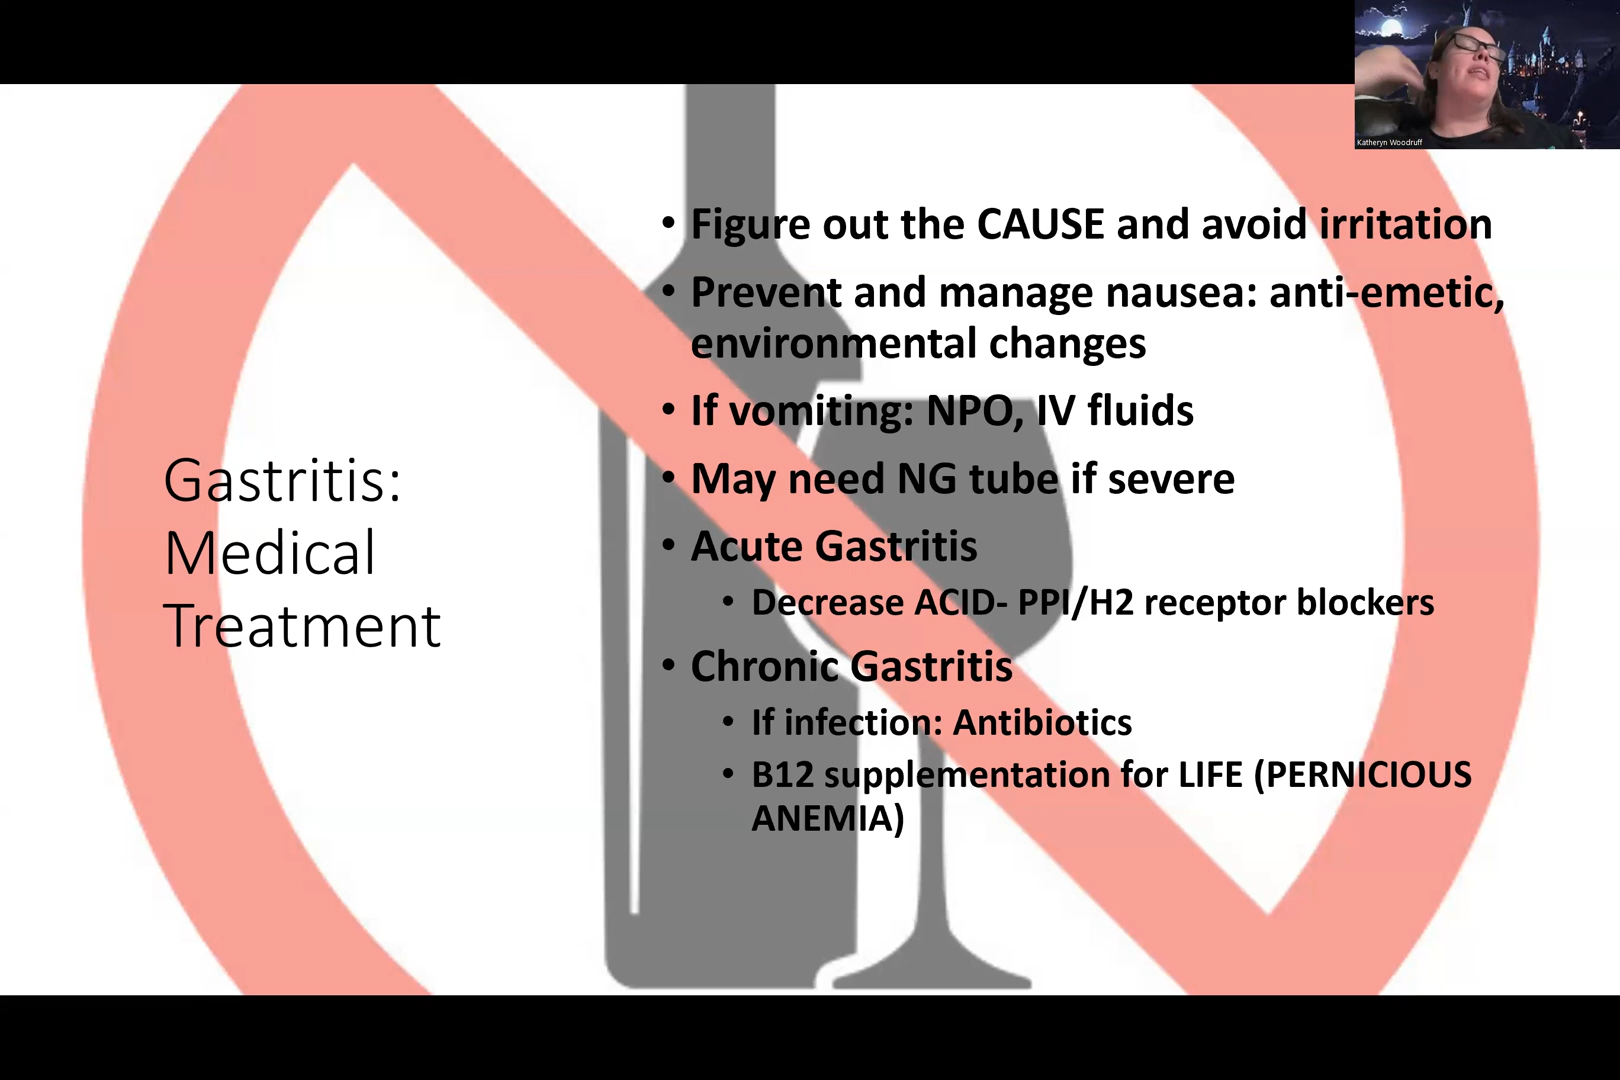 Katheryn Woodruff
Gastritis:
Medical
Treatment
• Figure out the CAUSE and avoid irritation
• Prevent and manage nausea: anti-emetic,
environmental changes
• If vomiting: NPO, IV fluids
• May need NG tube if severe
• Acute Gastritis
• Decrease ACID- PPI/H2 receptor blockers
• Chronic Gastritis
• If infection: Antibiotics
• B12 supplementation for LIFE (PERNICIOUS
ANEMIA)